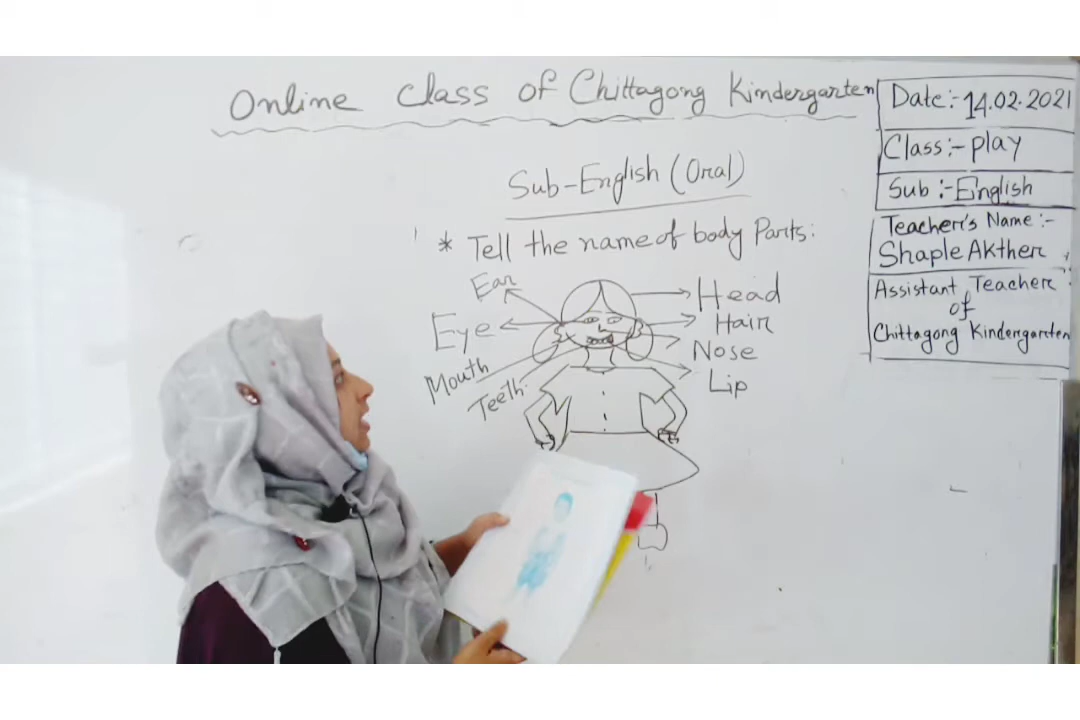 Online Class of Chittagong Kindergarten
Date:- 14.02.2021
Class:- play
Sub:- English
Teacher's Name:-
Shaple Akther
Assistant Teacher
of
Chittagong Kindergarten
Sub-English (Oral)
* Tell the name of body Parts:
Ear
Eye
Mouth
Teeth
Head
Hair
Nose
Lip